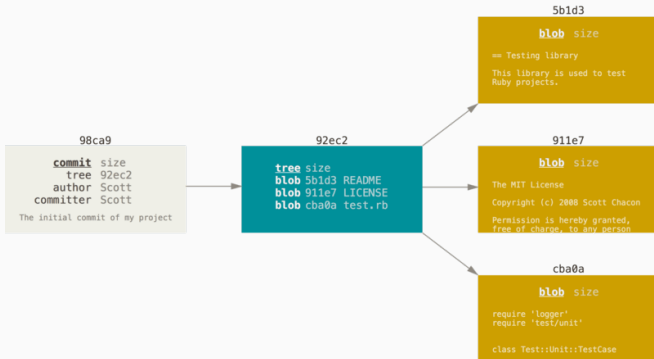 98ca9
commit size
tree 92ec2
author Scott
committer Scott
The initial commit of my project
92ec2
tree size
blob 5b1d3 README
blob 911e7 LICENSE
blob cba0a test.rb
5b1d3
blob size
== Testing library
This library is used to test
Ruby projects.
911e7
blob size
The MIT License
Copyright (c) 2008 Scott Chacon
Permission is hereby granted,
free of charge, to any person
cba0a
blob size
require 'logger'
require 'test/unit'
class Test::Unit::TestCase